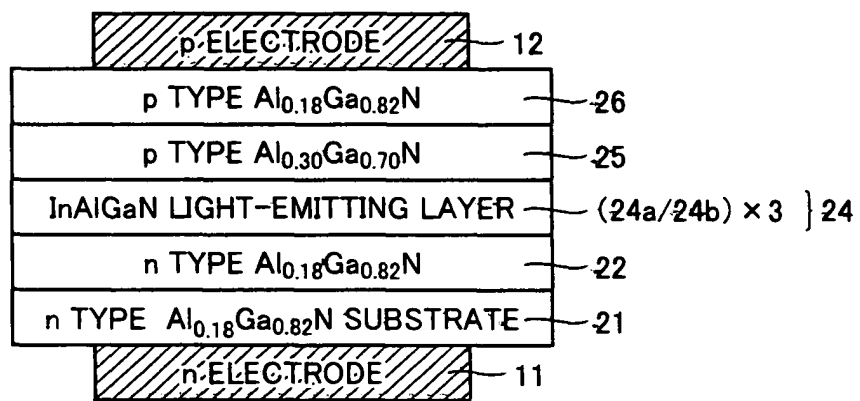 p ELECTRODE 12
p TYPE Al0.18Ga0.82N 26
p TYPE Al0.30Ga0.70N 25
InAlGaN LIGHT-EMITTING LAYER (24a/24b) × 3 } 24
n TYPE Al0.18Ga0.82N 22
n TYPE Al0.18Ga0.82N SUBSTRATE 21
n ELECTRODE 11